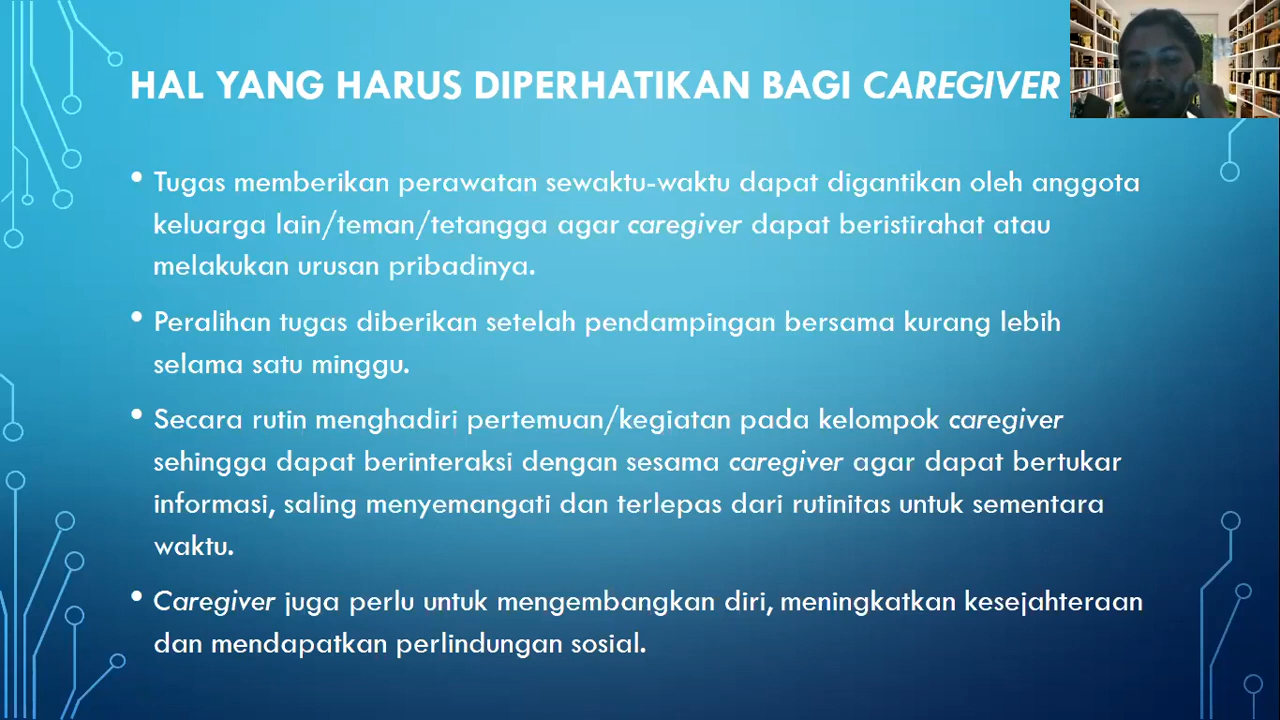 HAL YANG HARUS DIPERHATIKAN BAGI CAREGIVER
• Tugas memberikan perawatan sewaktu-waktu dapat digantikan oleh anggota
keluarga lain/teman/tetangga agar caregiver dapat beristirahat atau
melakukan urusan pribadinya.
• Peralihan tugas diberikan setelah pendampingan bersama kurang lebih
selama satu minggu.
• Secara rutin menghadiri pertemuan/kegiatan pada kelompok caregiver
sehingga dapat berinteraksi dengan sesama caregiver agar dapat bertukar
informasi, saling menyemangati dan terlepas dari rutinitas untuk sementara
waktu.
• Caregiver juga perlu untuk mengembangkan diri, meningkatkan kesejahteraan
dan mendapatkan perlindungan sosial.